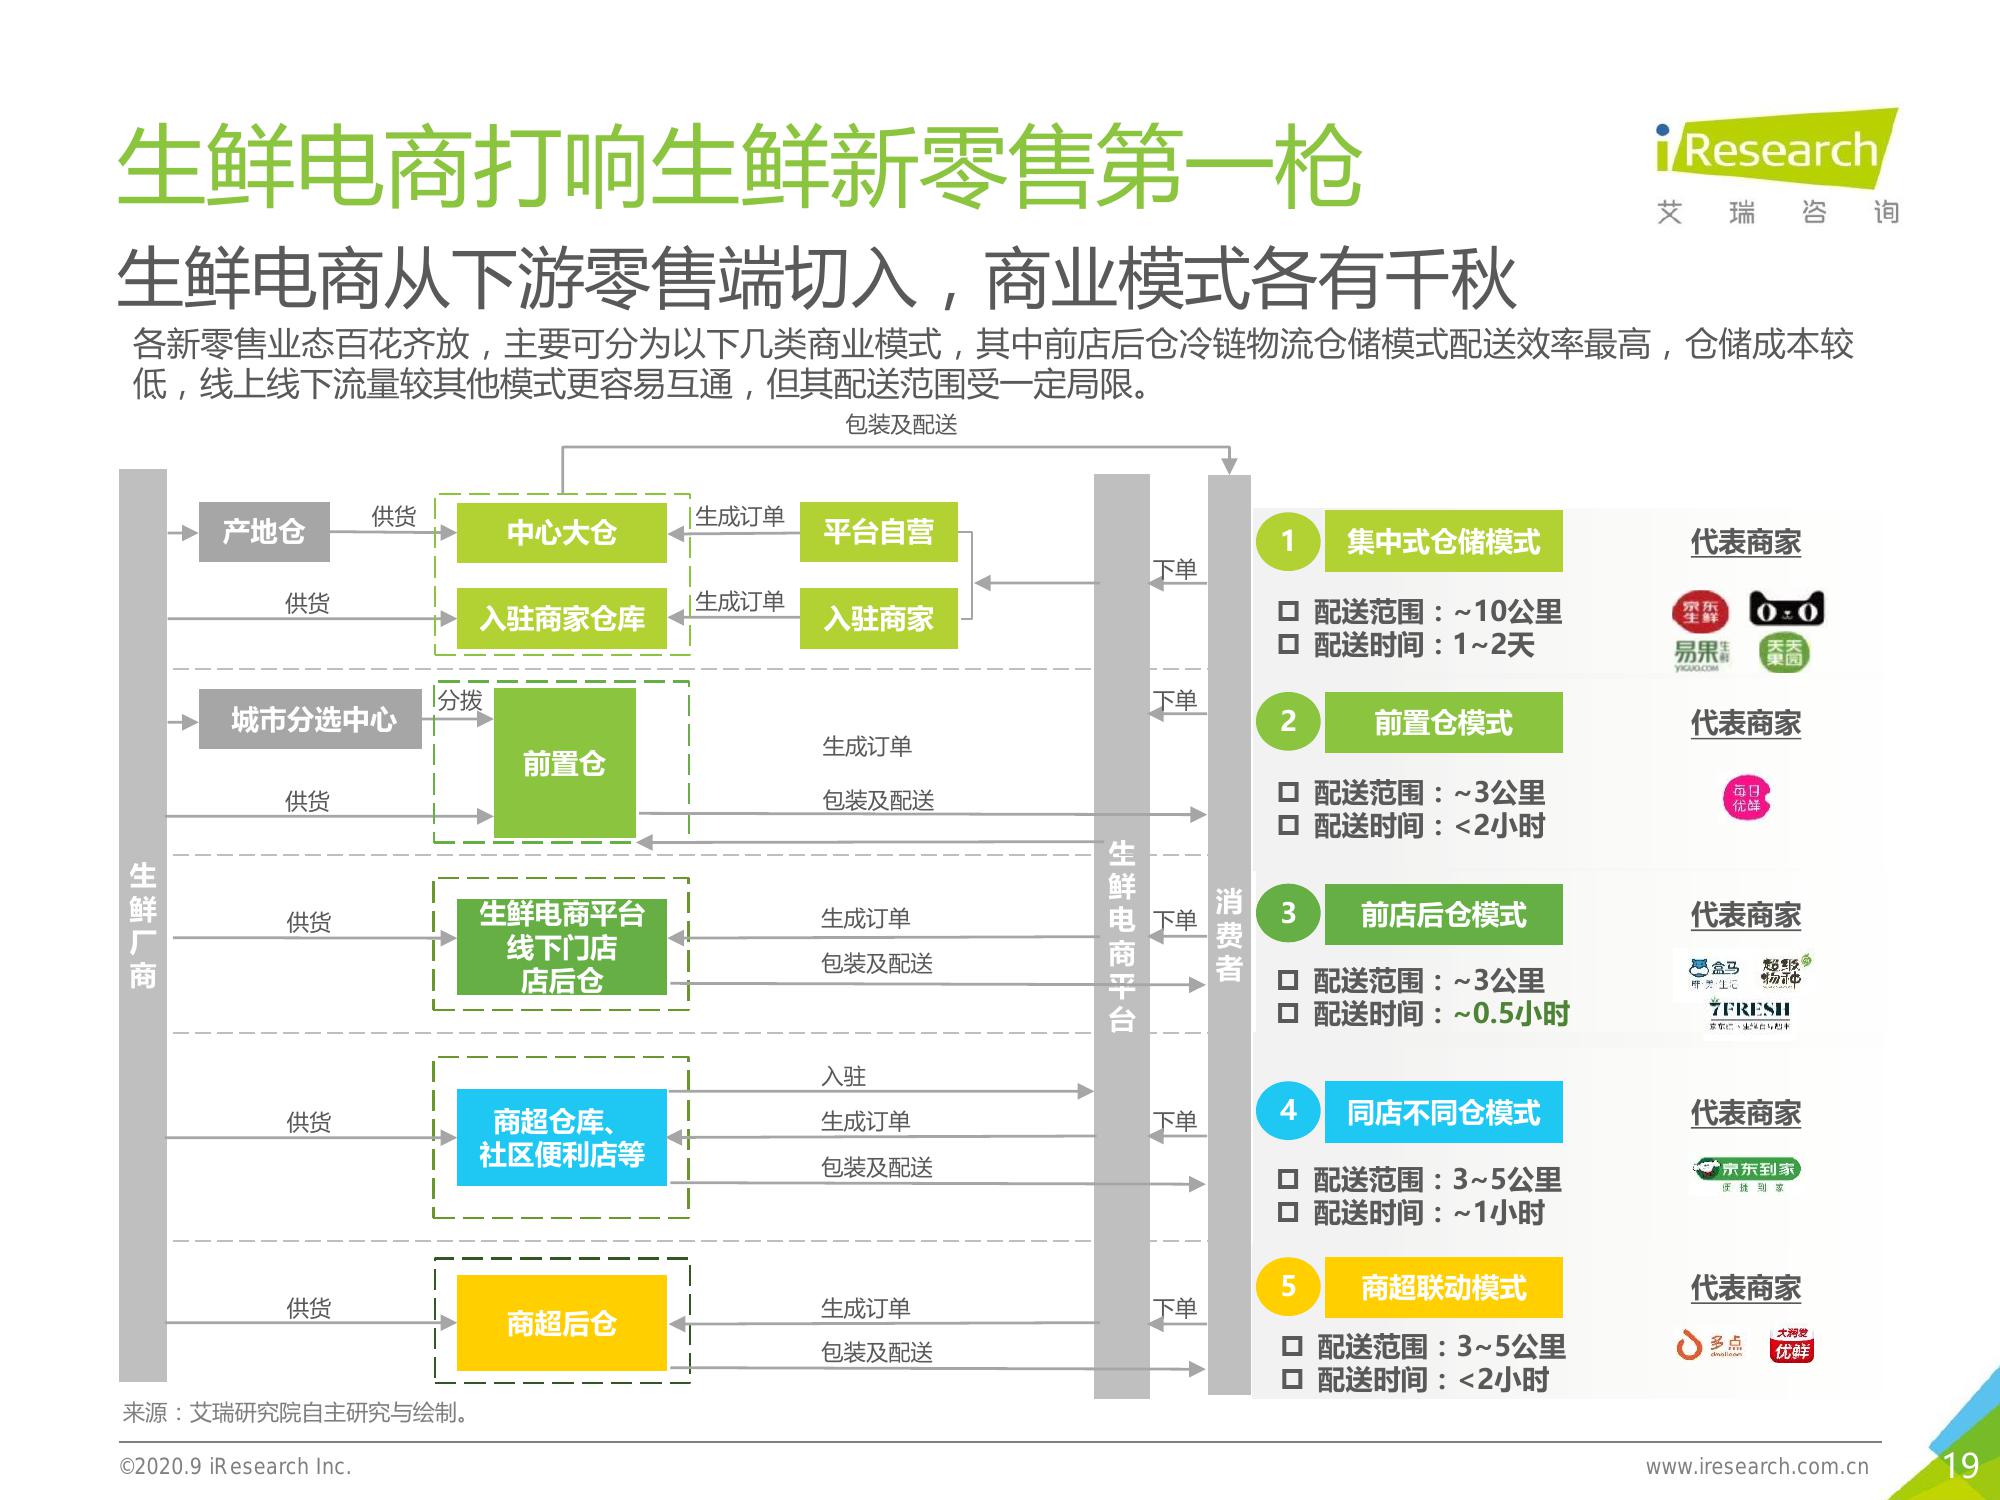 生鲜电商打响生鲜新零售第一枪
iResearch
艾瑞咨询
生鲜电商从下游零售端切入，商业模式各有千秋
各新零售业态百花齐放，主要可分为以下几类商业模式，其中前店后仓冷链物流仓储模式配送效率最高，仓储成本较
低，线上线下流量较其他模式更容易互通，但其配送范围受一定局限。
包装及配送
生鲜厂商
生鲜电商平台
消费者
产地仓
供货
中心大仓
生成订单
平台自营
供货
入驻商家仓库
生成订单
入驻商家
下单
1
集中式仓储模式
代表商家
配送范围：~10公里
配送时间：1~2天
京东
生鲜
易果生鲜
YIGUO.COM
天天
果园
城市分选中心
分拨
前置仓
供货
生成订单
包装及配送
下单
2
前置仓模式
代表商家
配送范围：~3公里
配送时间：<2小时
每日
优鲜
供货
生鲜电商平台
线下门店
店后仓
生成订单
包装及配送
下单
3
前店后仓模式
代表商家
配送范围：~3公里
配送时间：~0.5小时
盒马
超级
物种
7FRESH
供货
商超仓库、
社区便利店等
入驻
生成订单
包装及配送
下单
4
同店不同仓模式
代表商家
配送范围：3~5公里
配送时间：~1小时
京东到家
便捷到家
供货
商超后仓
生成订单
包装及配送
下单
5
商超联动模式
代表商家
配送范围：3~5公里
配送时间：<2小时
多点
大润发
优鲜
来源：艾瑞研究院自主研究与绘制。
©2020.9 iResearch Inc.
www.iresearch.com.cn
19